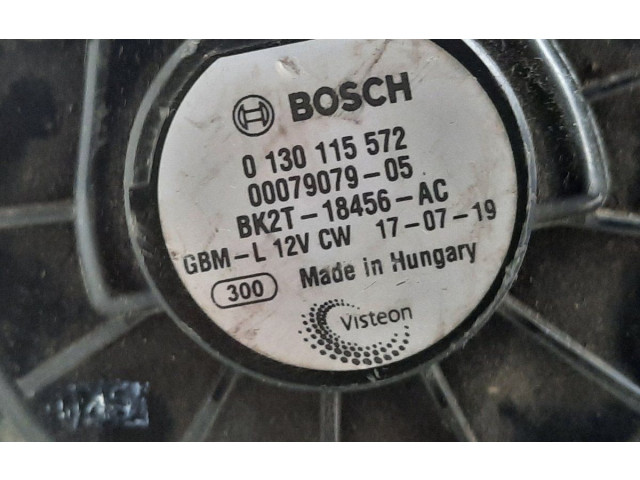 BOSCH
0 130 115 572
00079079-05
BK2T-18456-AC
GBM-L 12V CW 17-07-19
300 Made in Hungary
Visteon